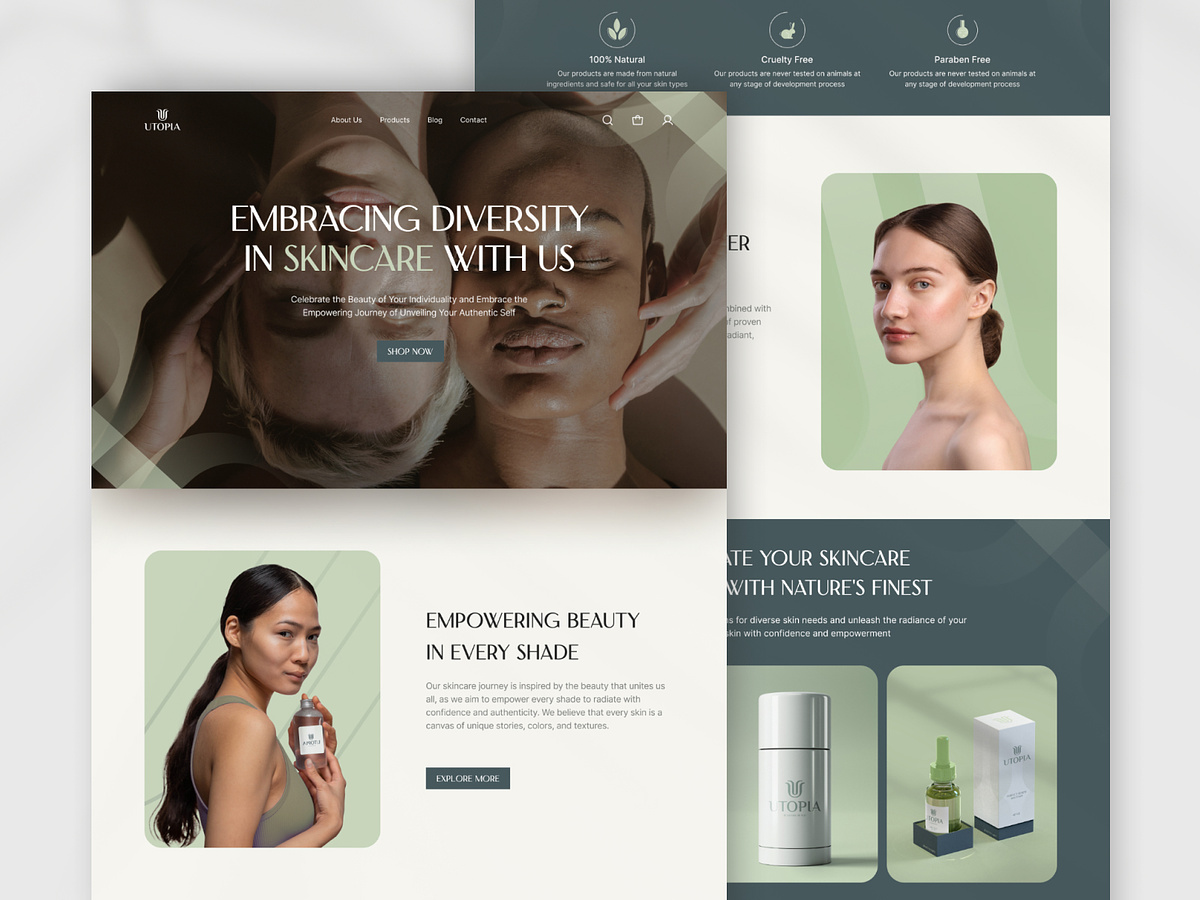 100% Natural
Our products are made from natural
ingredients and safe for all your skin types
Cruelty Free
Our products are never tested on animals at
any stage of development process
Paraben Free
Our products are never tested on animals at
any stage of development process
UTOPIA
About Us
Products
Blog
Contact
EMBRACING DIVERSITY
IN SKINCARE WITH US
Celebrate the Beauty of Your Individuality and Embrace the
Empowering Journey of Unveiling Your Authentic Self
SHOP NOW
EMPOWERING BEAUTY
IN EVERY SHADE
Our skincare journey is inspired by the beauty that unites us
all, as we aim to empower every shade to radiate with
confidence and authenticity. We believe that every skin is a
canvas of unique stories, colors, and textures.
EXPLORE MORE
ER
mbined with
of proven
adiant,
ATE YOUR SKINCARE
WITH NATURE'S FINEST
ns for diverse skin needs and unleash the radiance of your
skin with confidence and empowerment
UTOPIA
UTOPIA
UTOPIA